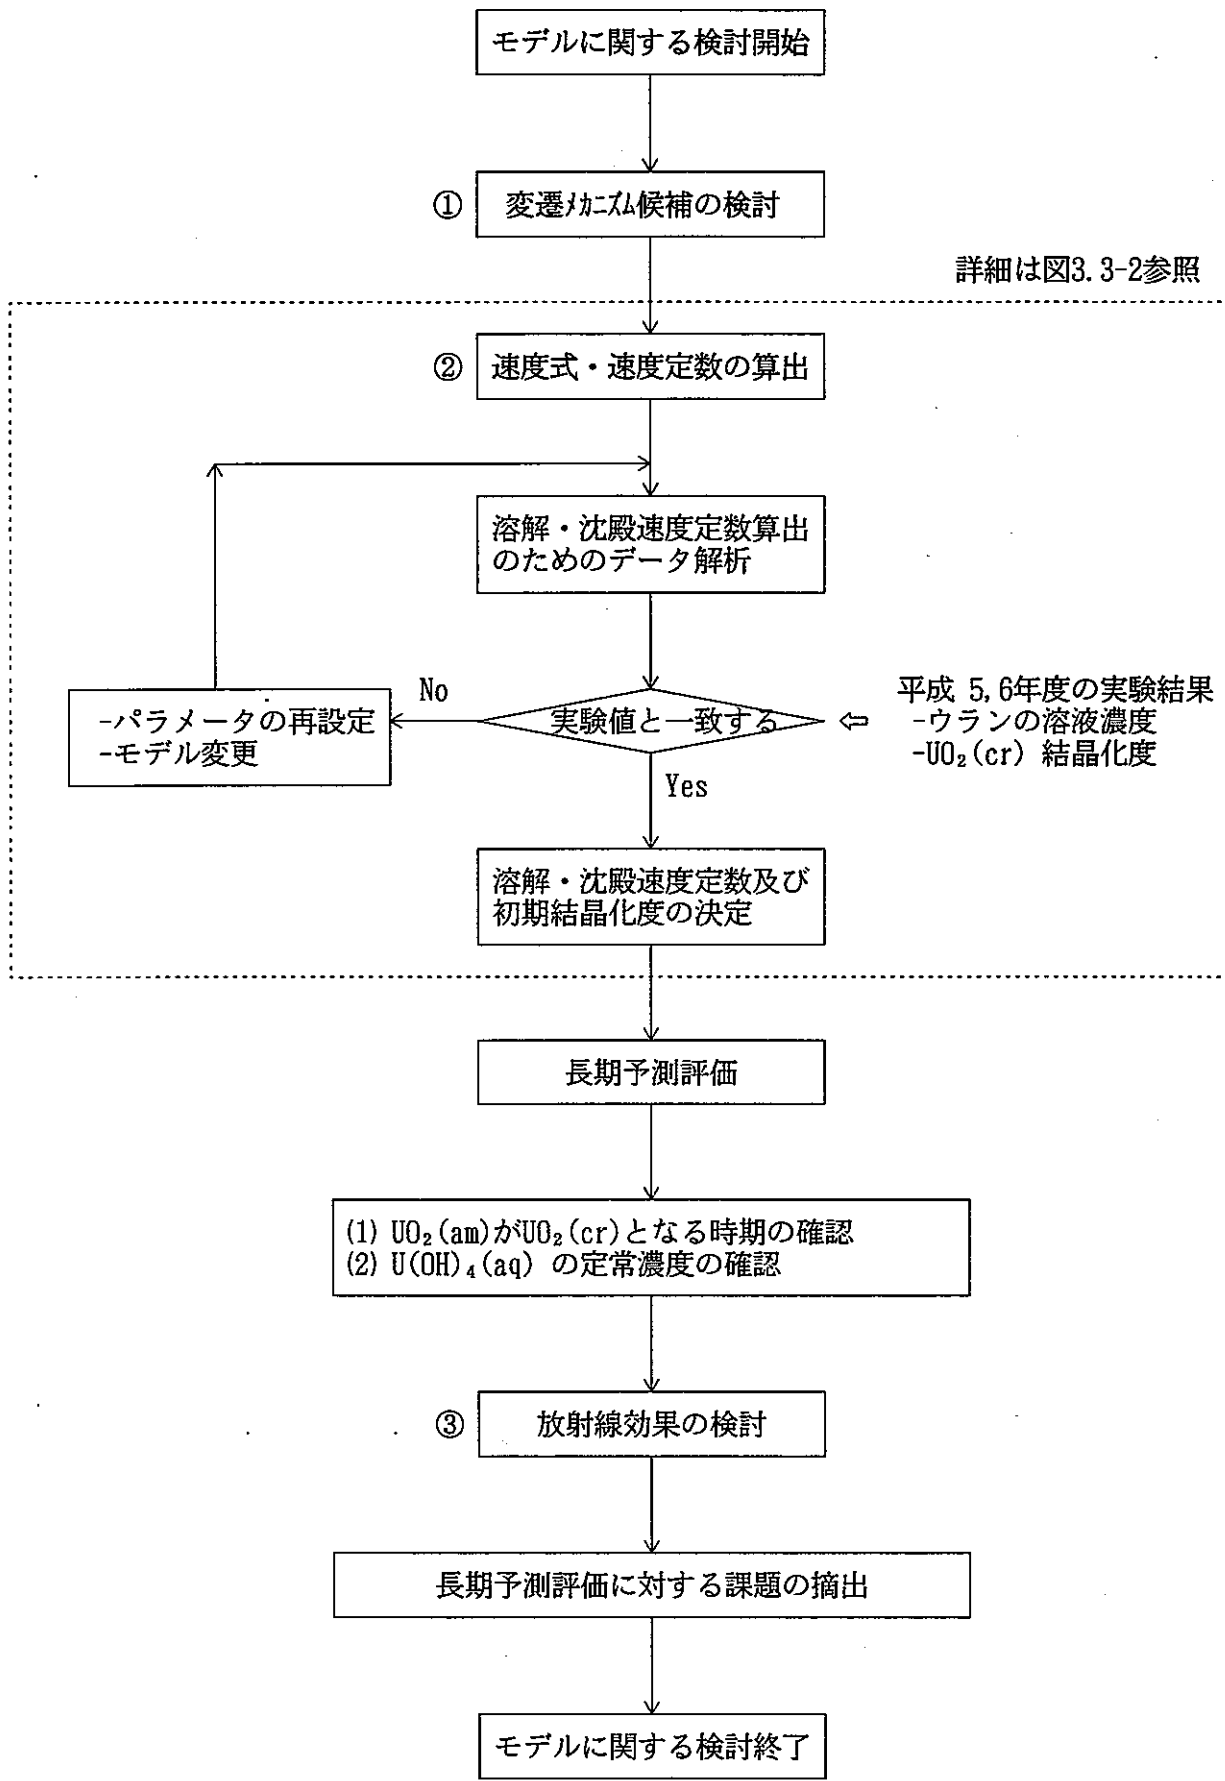 モデルに関する検討開始
① 変遷ﾒｶﾆｽﾞﾑ候補の検討
詳細は図3.3-2参照
② 速度式・速度定数の算出
溶解・沈殿速度定数算出
のためのデータ解析
No
-パラメータの再設定
-モデル変更
実験値と一致する
平成 5,6年度の実験結果
-ウランの溶液濃度
-UO₂(cr) 結晶化度
Yes
溶解・沈殿速度定数及び
初期結晶化度の決定
長期予測評価
(1) UO₂(am)がUO₂(cr)となる時期の確認
(2) U(OH)₄(aq) の定常濃度の確認
③ 放射線効果の検討
長期予測評価に対する課題の摘出
モデルに関する検討終了